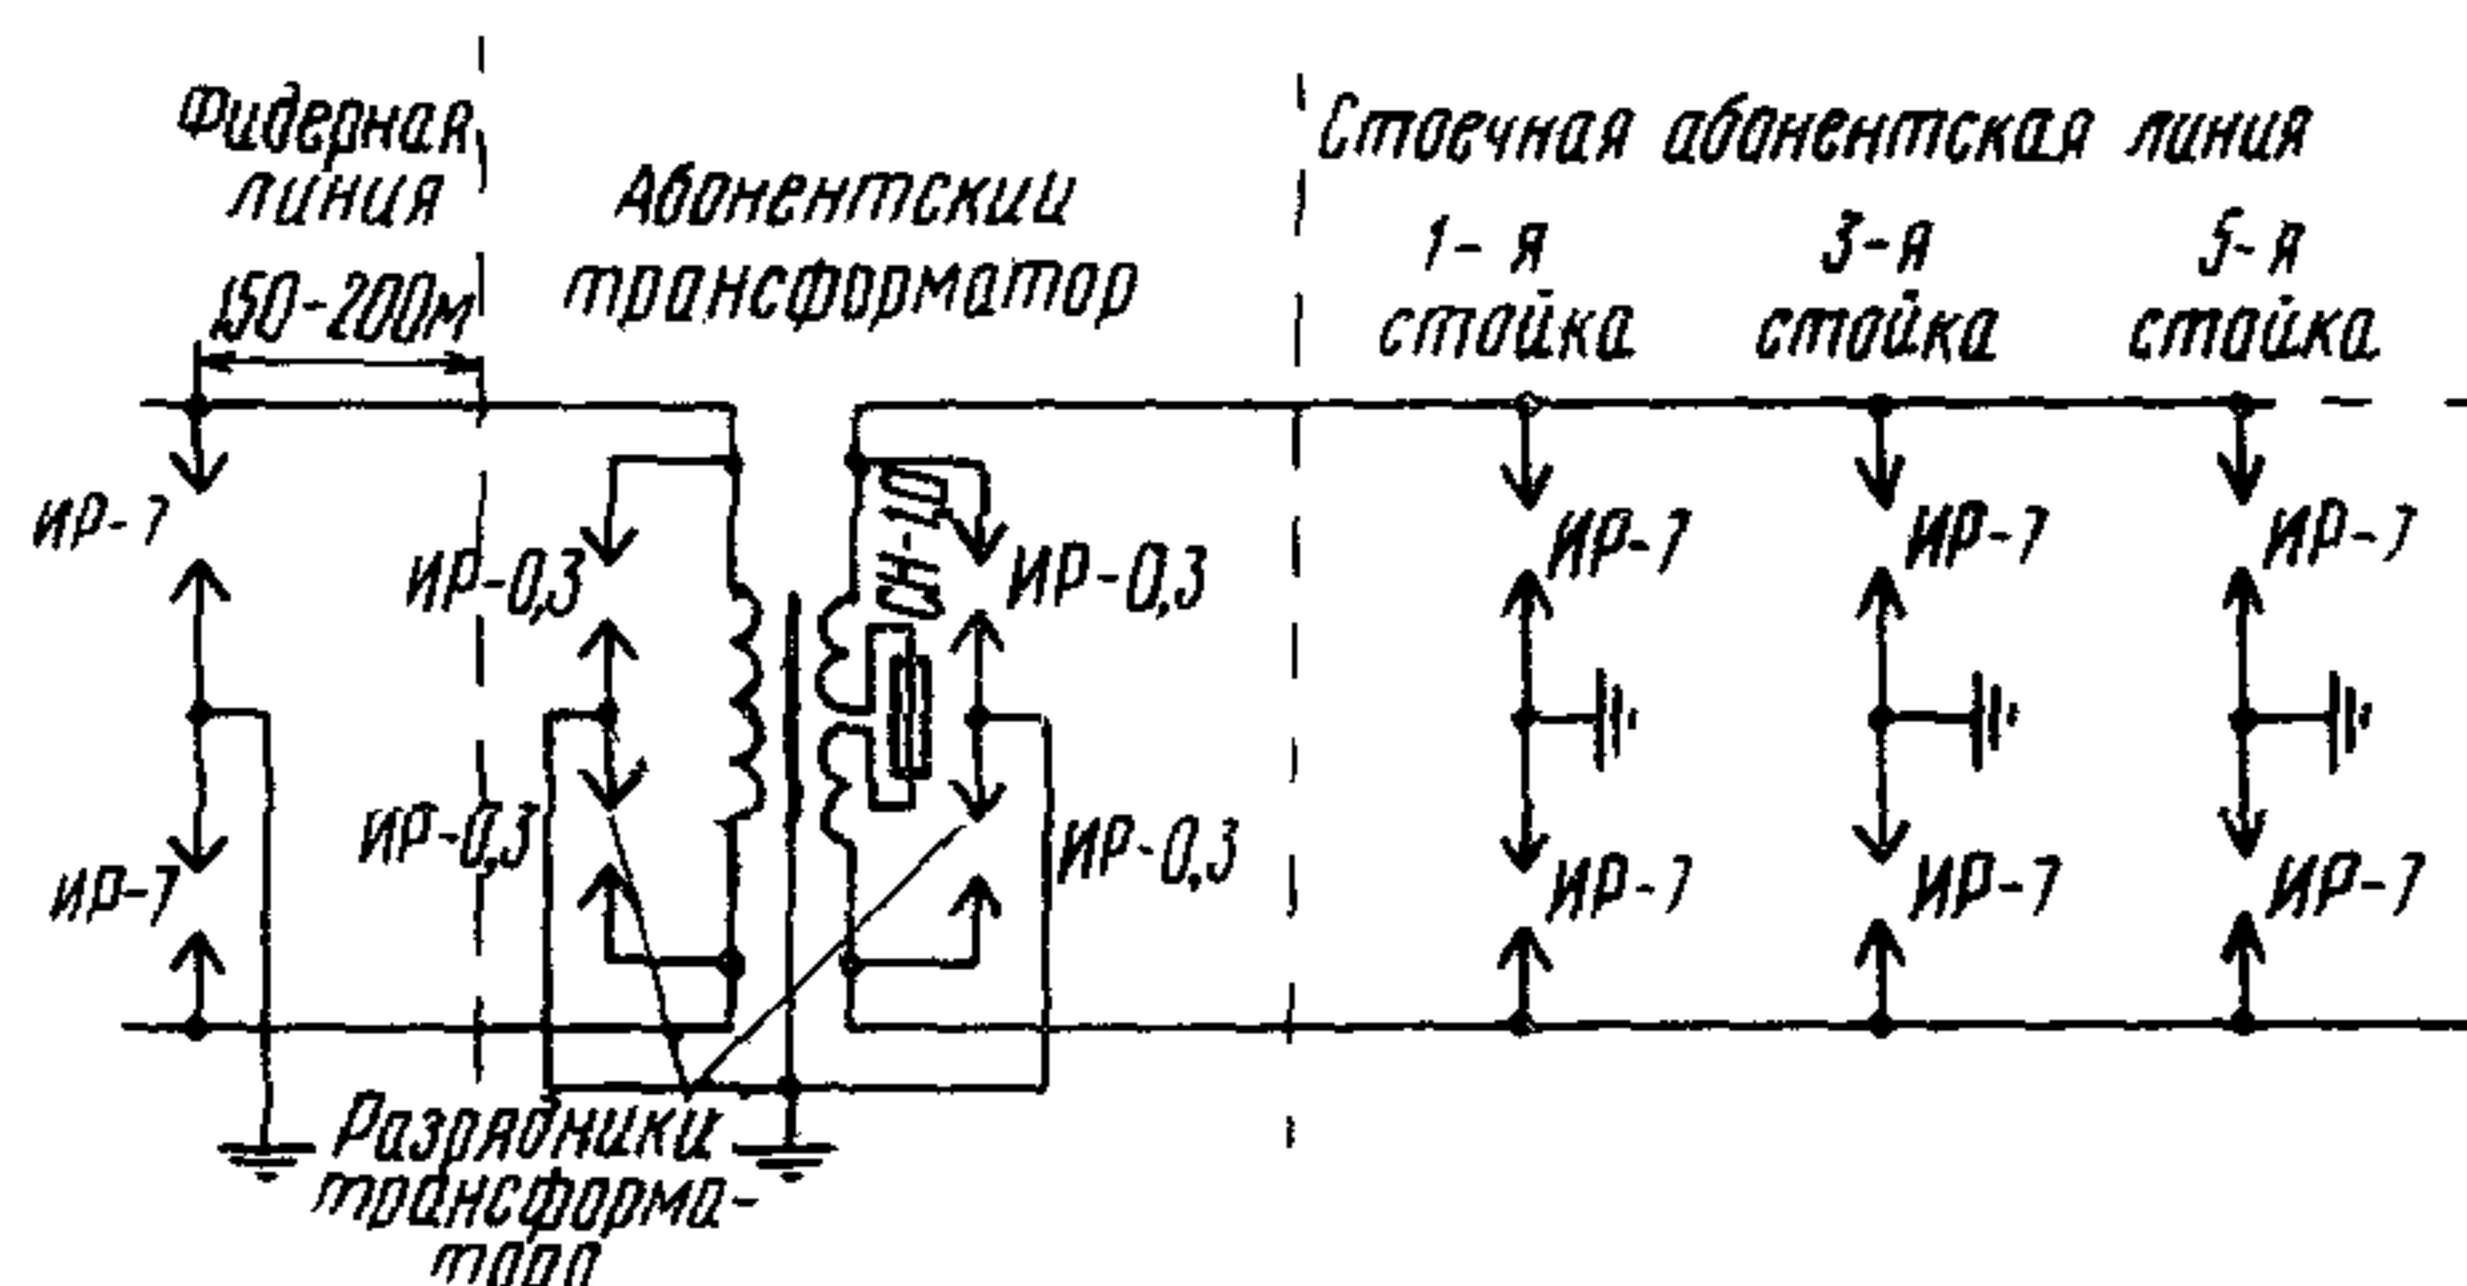 Фидерная
линия
150-200м
Абонентский
трансформатор
Стоечная абонентская линия
1-я
стойка
3-я
стойка
5-я
стойка
ИР-7
ИР-0,3
СН-1,0
ИР-0,3
ИР-7
ИР-7
ИР-7
ИР-7
ИР-0,3
ИР-0,3
ИР-7
ИР-7
ИР-7
Разрядники
трансформа-
тора